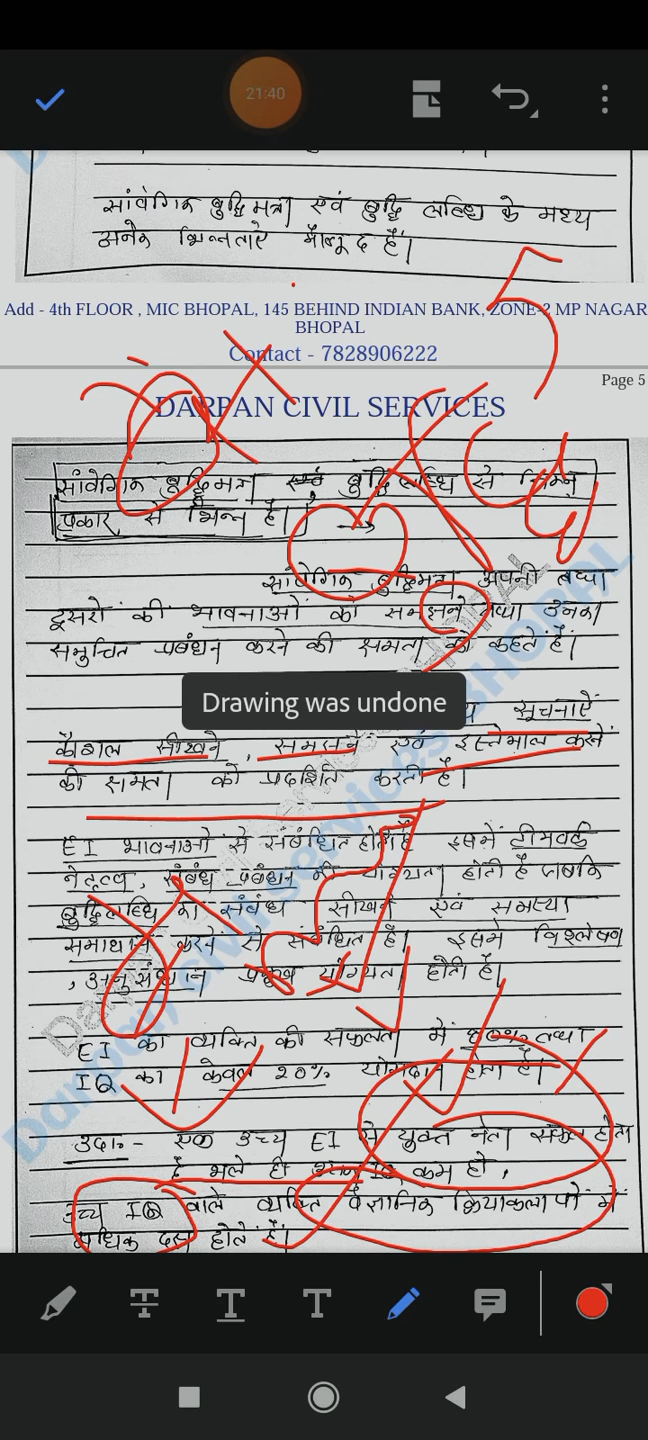 21:40
सांवेगिक बुद्धिमत्ता एवं बुद्धि लब्धि के मध्य
अनेक भिन्नताऐं मौजूद हैं।
Add - 4th FLOOR , MIC BHOPAL, 145 BEHIND INDIAN BANK, ZONE-2 MP NAGAR
BHOPAL
Contact - 7828906222
Page 5
DARPAN CIVIL SERVICES
सांवेगिक बुद्धिमत्ता एवं बुद्धिलब्धि से निम्न
प्रकार से भिन्न है।
सांवेगिक बुद्धिमत्ता अपनी तथा
दूसरों की भावनाओं को समझने तथा उनका
समुचित प्रबंधन करने की क्षमता को कहते हैं।
Drawing was undone
सूचनाऐं
कौशल सीखने, समझने एवं इस्तेमाल करने
की क्षमता को प्रदर्शित करती है।
EI भावनाओं से संबंधित होती है इसमें टीमवर्क
नेतृत्व, संबंध प्रबंधन की योग्यता होती है जबकि
बुद्धिलब्धि का संबंध सीखने एवं समस्या
समाधान करने से संबंधित है। इसमें विश्लेषण
, अनुसंधान योग्यता होती है।
EI का व्यक्ति की सफलता में तथा
IQ का केवल 20% योगदान होता है।
उदा॰- एक उच्च EI से युक्त नेता सफल होता
है भले ही उसका IQ कम हो,
उच्च IQ वाले व्यक्ति वैज्ञानिक क्रियाकलापों में
अधिक दक्ष होते हैं।